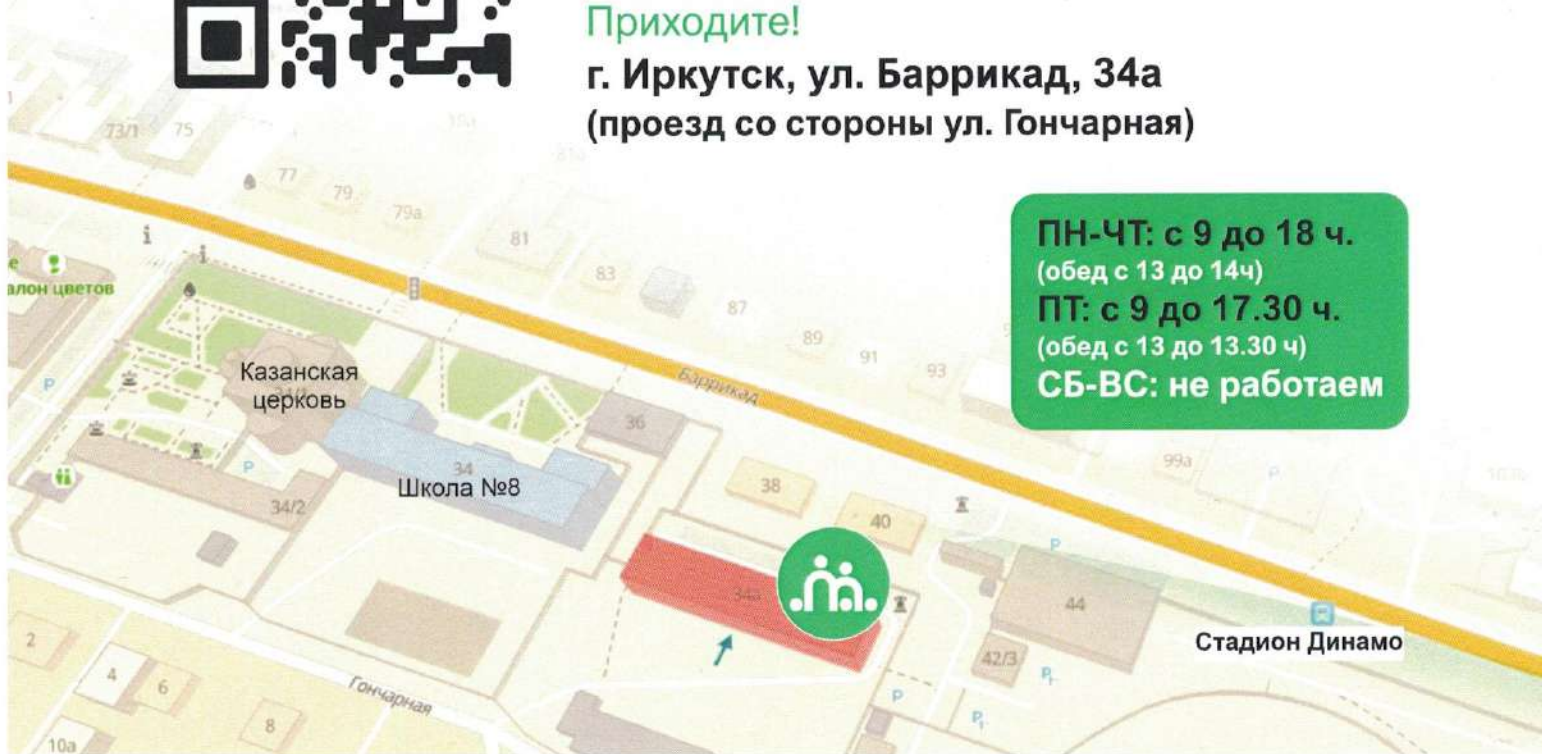 Приходите!
г. Иркутск, ул. Баррикад, 34а
(проезд со стороны ул. Гончарная)
73/1
75
77
79
79а
81
83
87
89
91
93
ПН-ЧТ: с 9 до 18 ч.
(обед с 13 до 14ч)
ПТ: с 9 до 17.30 ч.
(обед с 13 до 13.30 ч)
СБ-ВС: не работаем
е
алон цветов
P
Казанская
церковь
Баррикад
36
99а
P
34
Школа №8
P
34/2
38
40
P
34а
44
Стадион Динамо
42/3
P
P
P
2
4
6
8
10а
Гончарная